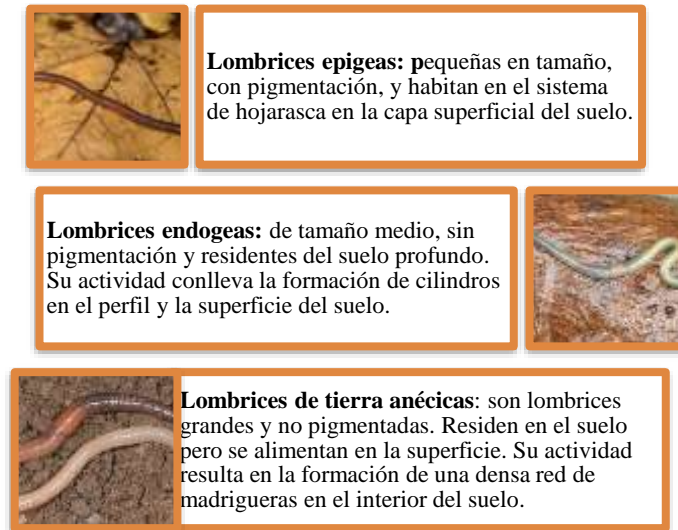 Lombrices epigeas: pequeñas en tamaño,
con pigmentación, y habitan en el sistema
de hojarasca en la capa superficial del suelo.
Lombrices endogeas: de tamaño medio, sin
pigmentación y residentes del suelo profundo.
Su actividad conlleva la formación de cilindros
en el perfil y la superficie del suelo.
Lombrices de tierra anécicas: son lombrices
grandes y no pigmentadas. Residen en el suelo
pero se alimentan en la superficie. Su actividad
resulta en la formación de una densa red de
madrigueras en el interior del suelo.